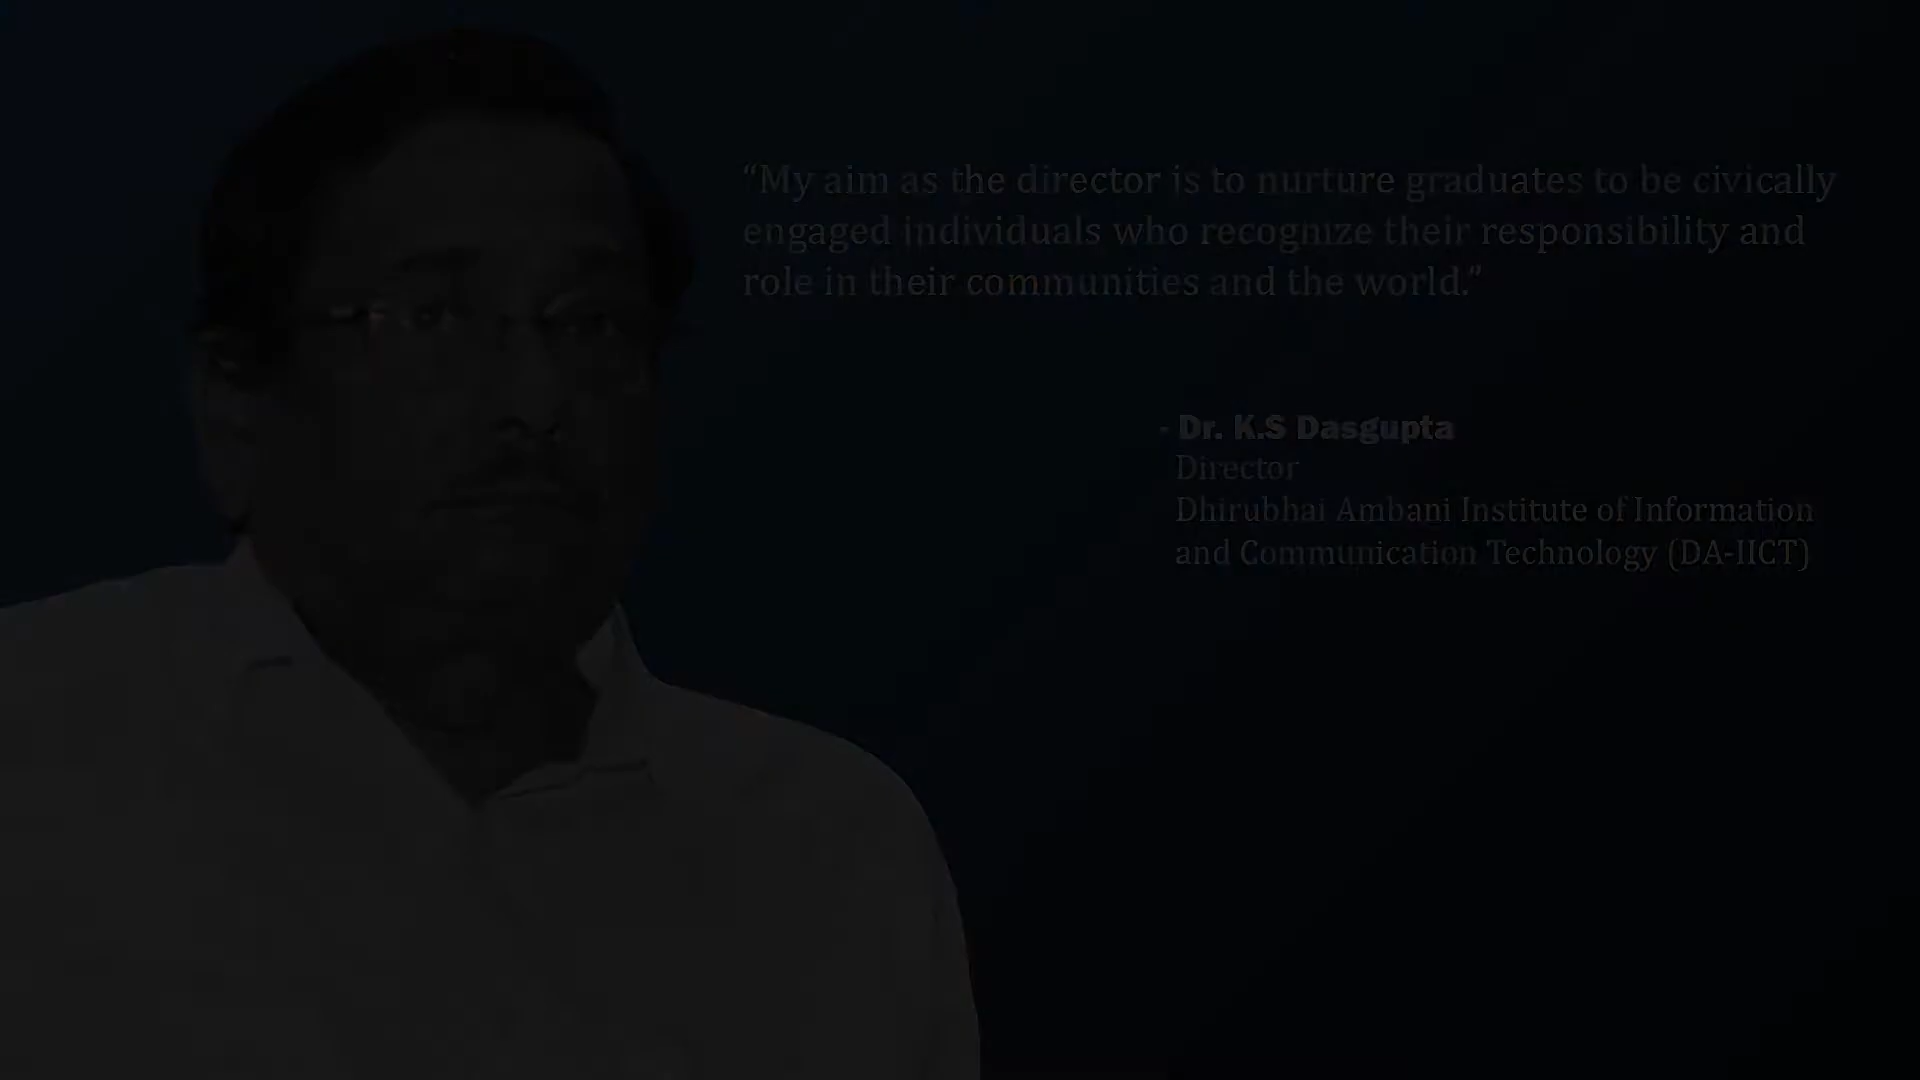 “My aim as the director is to nurture graduates to be civically
engaged individuals who recognize their responsibility and
role in their communities and the world.”
- Dr. K.S Dasgupta
Director
Dhirubhai Ambani Institute of Information
and Communication Technology (DA-IICT)